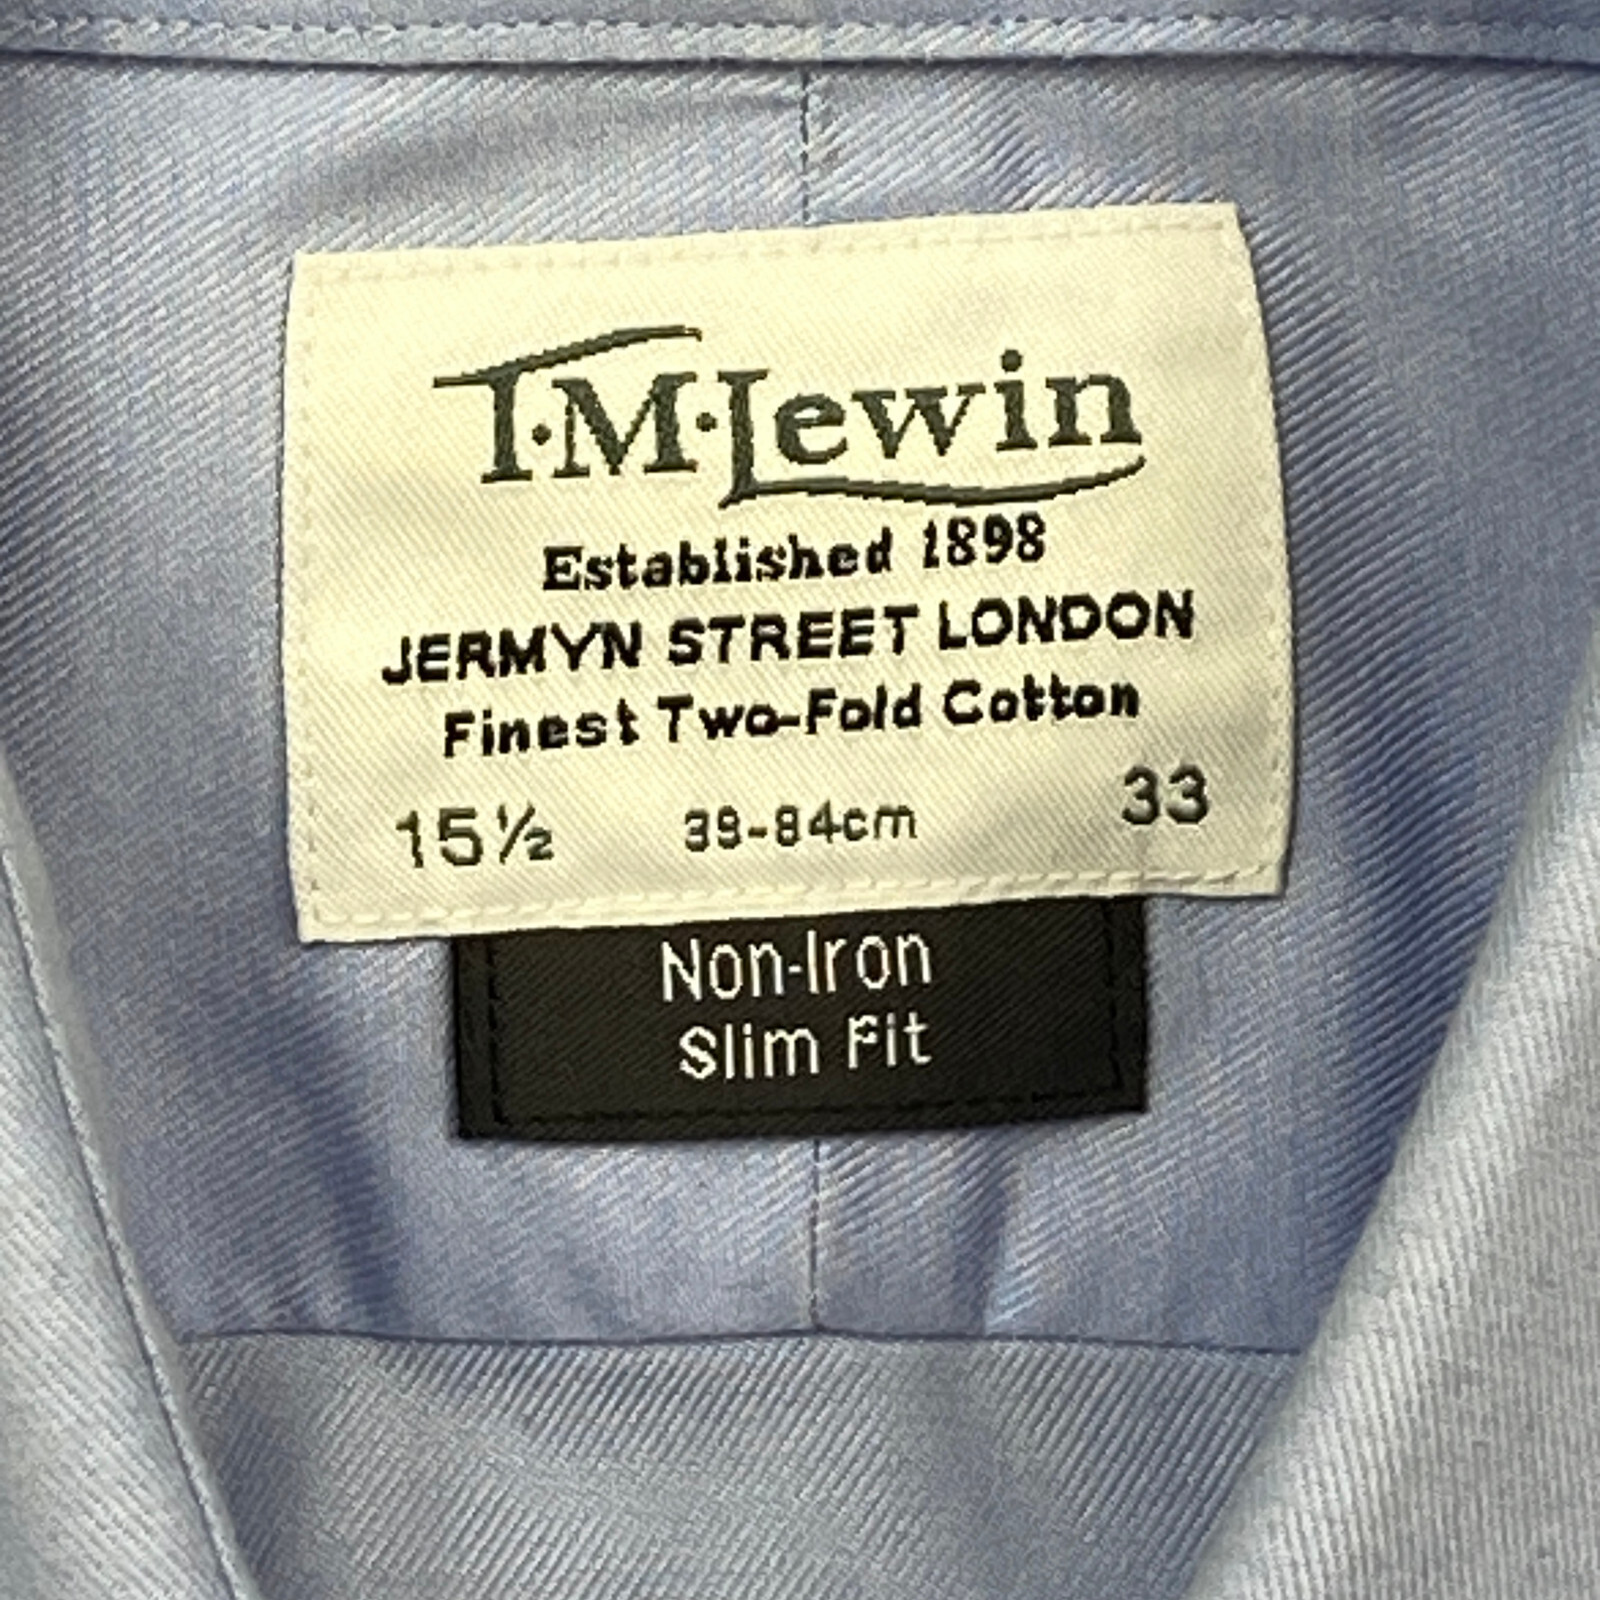 T·M·Lewin
Established 1898
JERMYN STREET LONDON
Finest Two-Fold Cotton
15½ 39-84cm 33
Non-Iron
Slim Fit